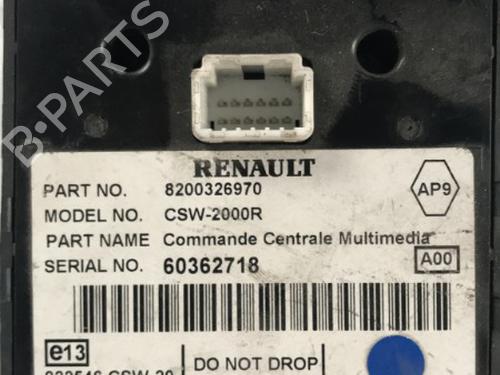 B-PARTS
RENAULT
PART NO. 8200326970
AP9
MODEL NO. CSW-2000R
PART NAME Commande Centrale Multimedia
SERIAL NO. 60362718
A00
e13
DO NOT DROP